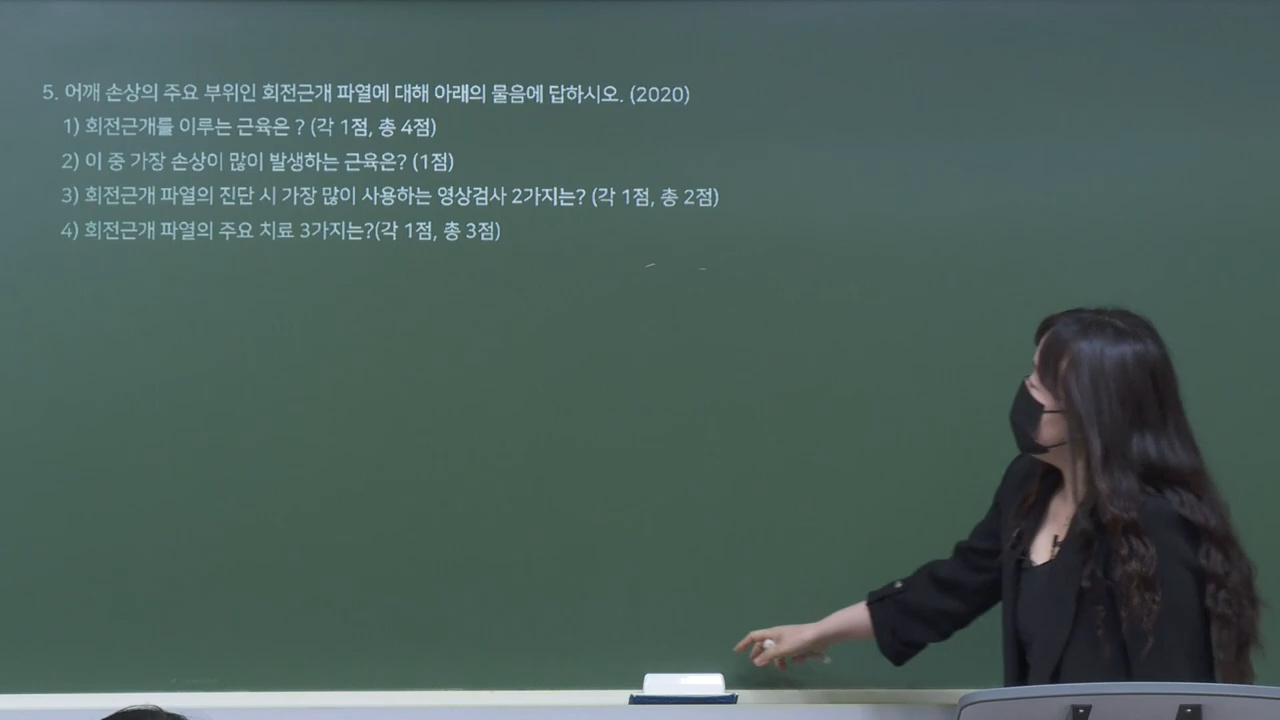 5. 어깨 손상의 주요 부위인 회전근개 파열에 대해 아래의 물음에 답하시오. (2020)
1) 회전근개를 이루는 근육은 ? (각 1점, 총 4점)
2) 이 중 가장 손상이 많이 발생하는 근육은? (1점)
3) 회전근개 파열의 진단 시 가장 많이 사용하는 영상검사 2가지는? (각 1점, 총 2점)
4) 회전근개 파열의 주요 치료 3가지는?(각 1점, 총 3점)